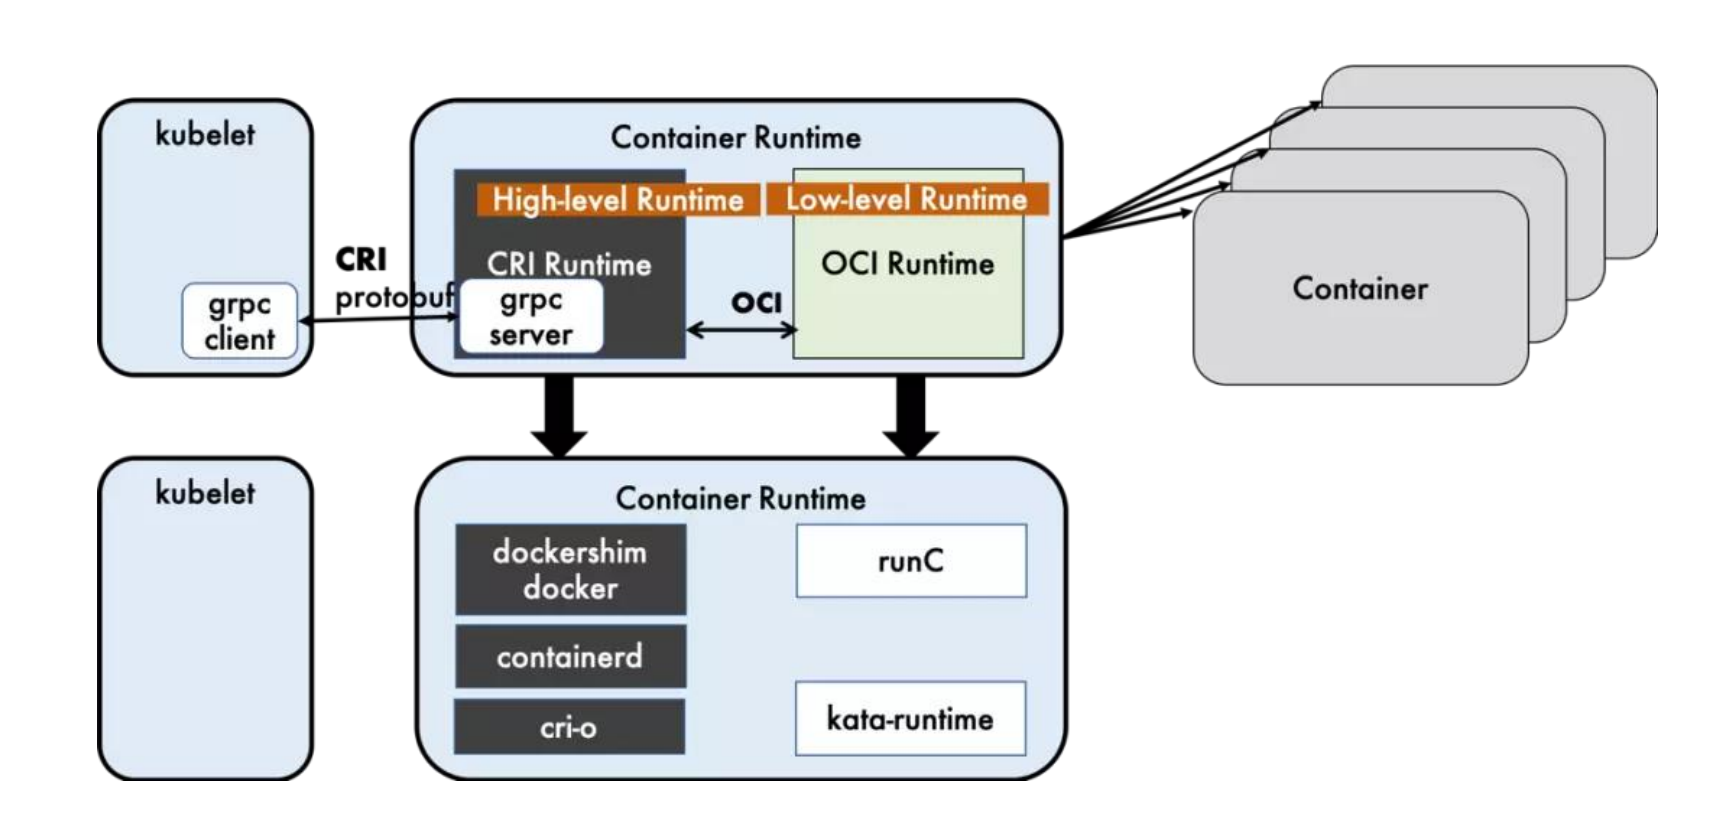 kubelet
Container Runtime
High-level Runtime
Low-level Runtime
CRI
protobuf
CRI Runtime
OCI Runtime
grpc
client
grpc
server
OCI
Container
kubelet
Container Runtime
dockershim
docker
runC
containerd
kata-runtime
cri-o